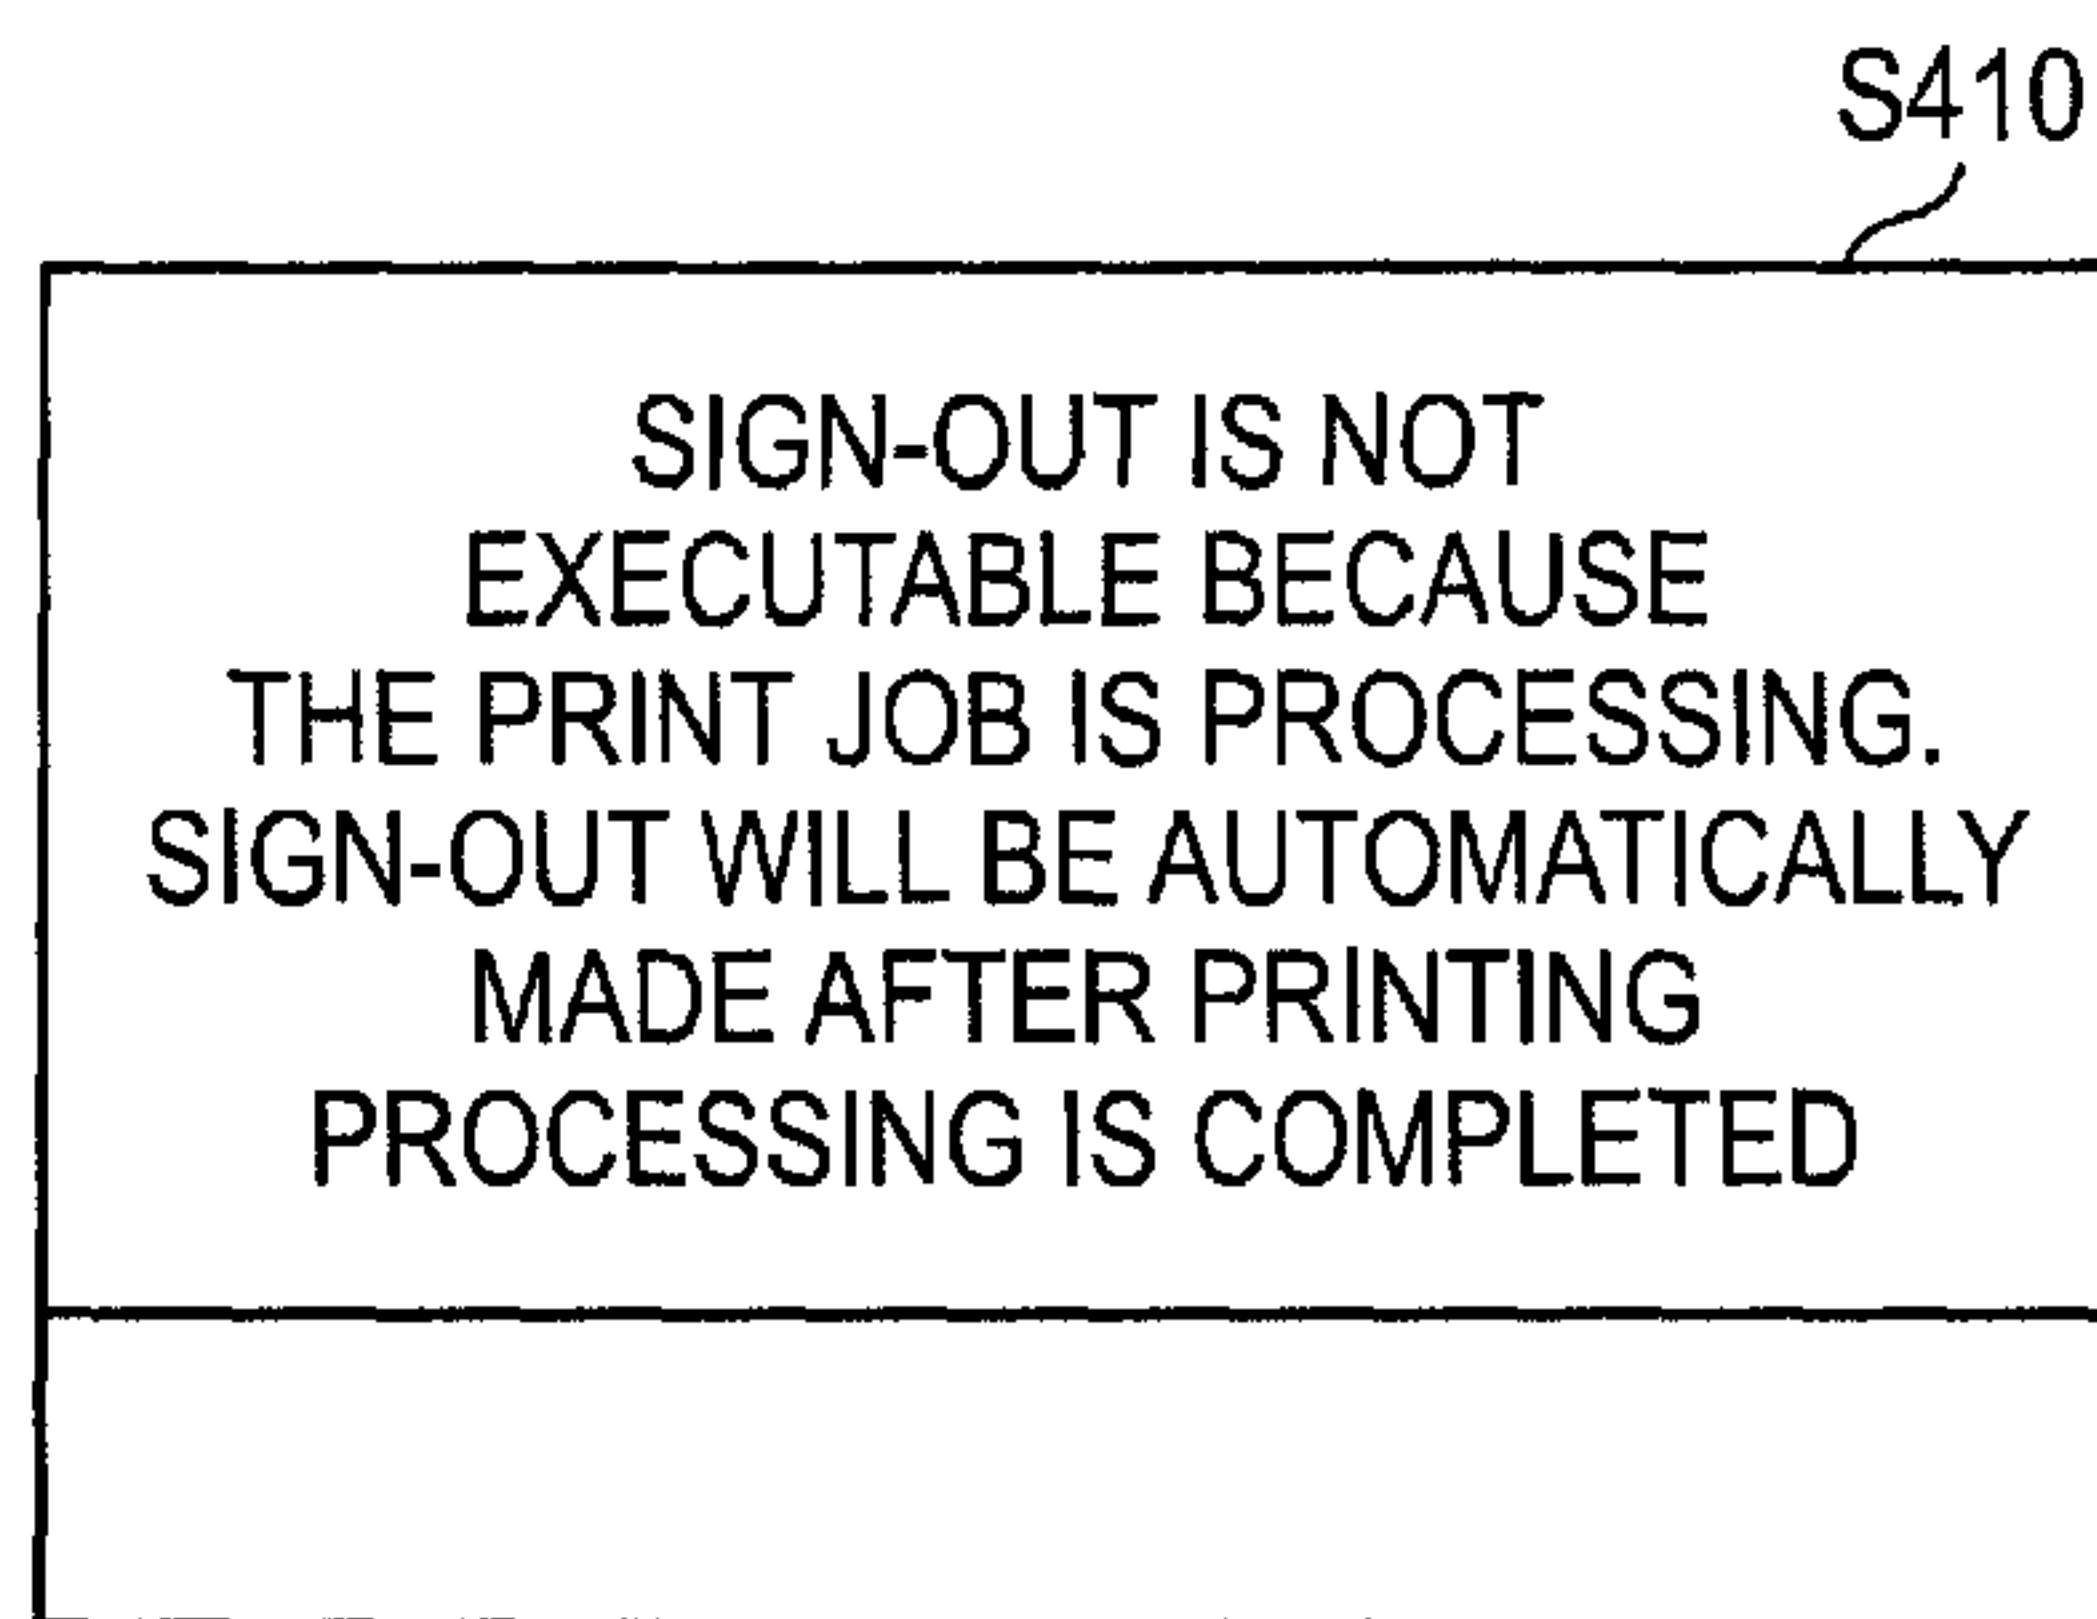 S410
SIGN-OUT IS NOT
EXECUTABLE BECAUSE
THE PRINT JOB IS PROCESSING.
SIGN-OUT WILL BE AUTOMATICALLY
MADE AFTER PRINTING
PROCESSING IS COMPLETED